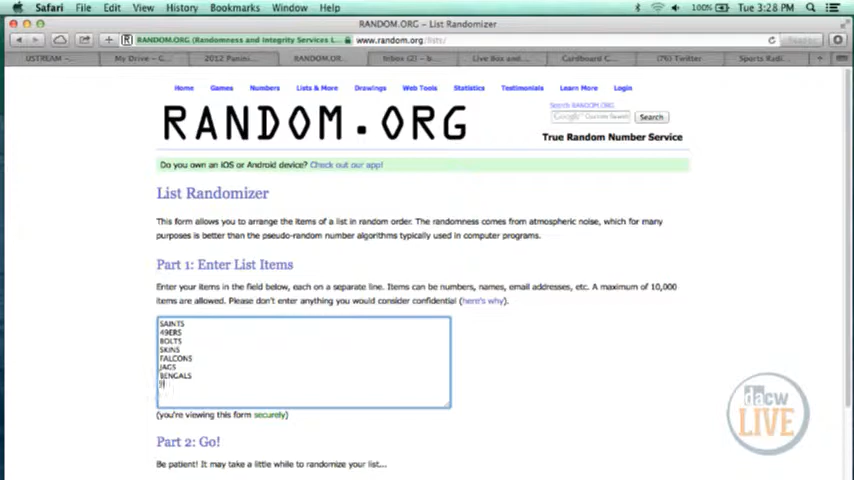 Safari File Edit View History Bookmarks Window Help 100% Tue 3:28 PM
RANDOM.ORG – List Randomizer
RANDOM.ORG (Randomness and Integrity Services L... www.random.org/lists/
USTREAM – My Drive – G... 2012 Panini... RANDOM.OR... Inbox (2) – b... Live Box and... Cardboard C... (76) Twitter Sports Radi...
Home Games Numbers Lists & More Drawings Web Tools Statistics Testimonials Learn More Login
Search RANDOM.ORG
RANDOM.ORG
Google Custom Search Search
True Random Number Service
Do you own an iOS or Android device? Check out our app!
List Randomizer
This form allows you to arrange the items of a list in random order. The randomness comes from atmospheric noise, which for many
purposes is better than the pseudo-random number algorithms typically used in computer programs.
Part 1: Enter List Items
Enter your items in the field below, each on a separate line. Items can be numbers, names, email addresses, etc. A maximum of 10,000
items are allowed. Please don't enter anything you would consider confidential (here's why).
SAINTS
49ERS
BOLTS
SKINS
FALCONS
JAGS
BENGALS
(you're viewing this form securely)
dacw
LIVE
Part 2: Go!
Be patient! It may take a little while to randomize your list...